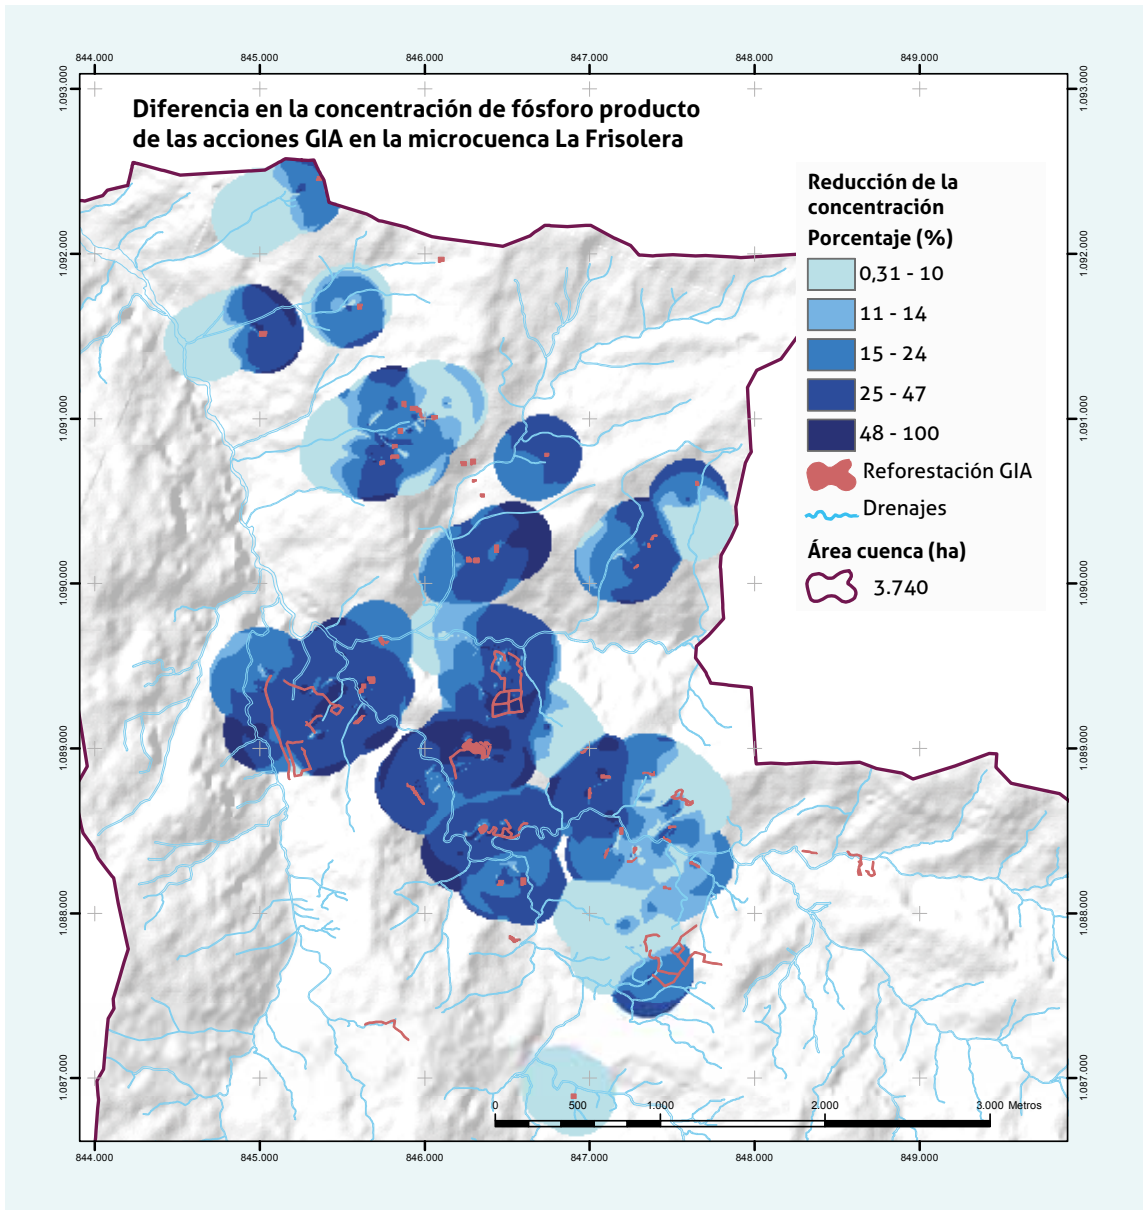 844.000 845.000 846.000 847.000 848.000 849.000
1.093.000 1.093.000
Diferencia en la concentración de fósforo producto
de las acciones GIA en la microcuenca La Frisolera
Reducción de la
concentración
Porcentaje (%)
0,31 - 10
11 - 14
15 - 24
25 - 47
48 - 100
Reforestación GIA
Drenajes
Área cuenca (ha)
3.740
1.092.000 1.092.000
1.091.000 1.091.000
1.090.000 1.090.000
1.089.000 1.089.000
1.088.000 1.088.000
1.087.000 1.087.000
0 500 1.000 2.000 3.000 Metros
844.000 845.000 846.000 847.000 848.000 849.000